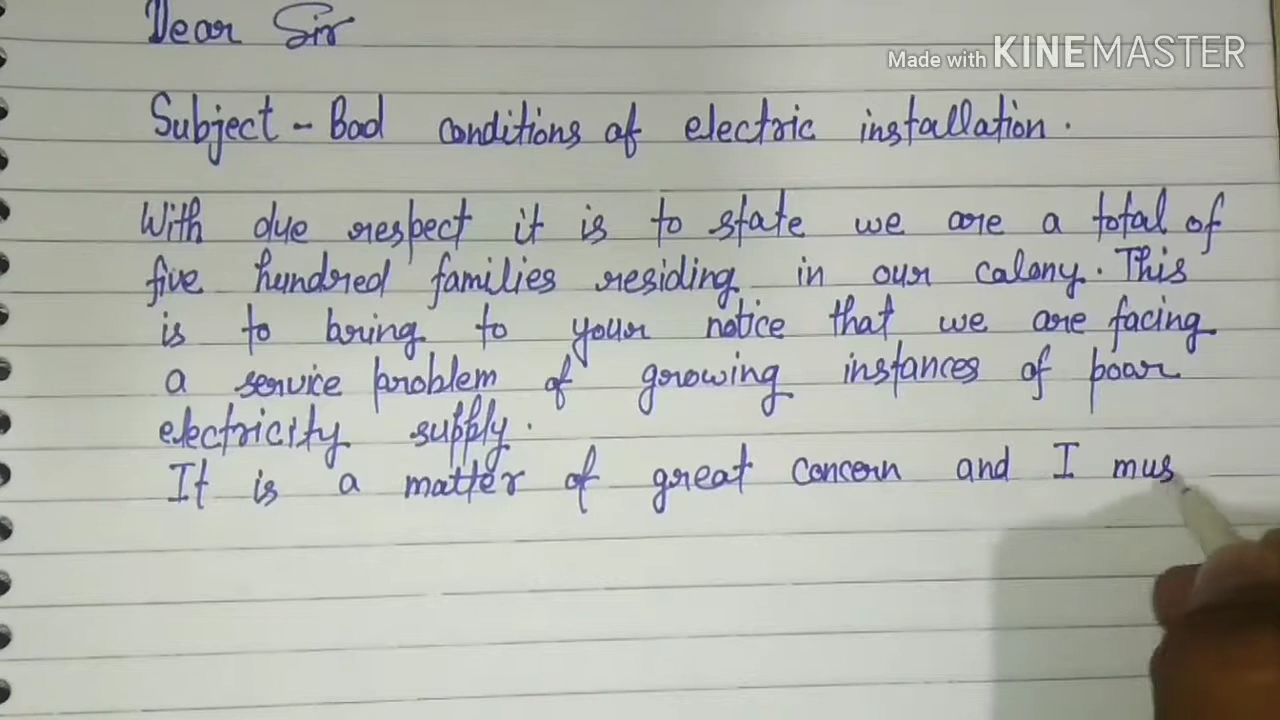 Dear Sir
Made with KINEMASTER
Subject - Bad conditions of electric installation.
With due respect it is to state we are a total of
five hundred families residing in our calony. This
is to bring to your notice that we are facing
a service problem of growing instances of poar
electricity supply.
It is a matter of great concern and I mus